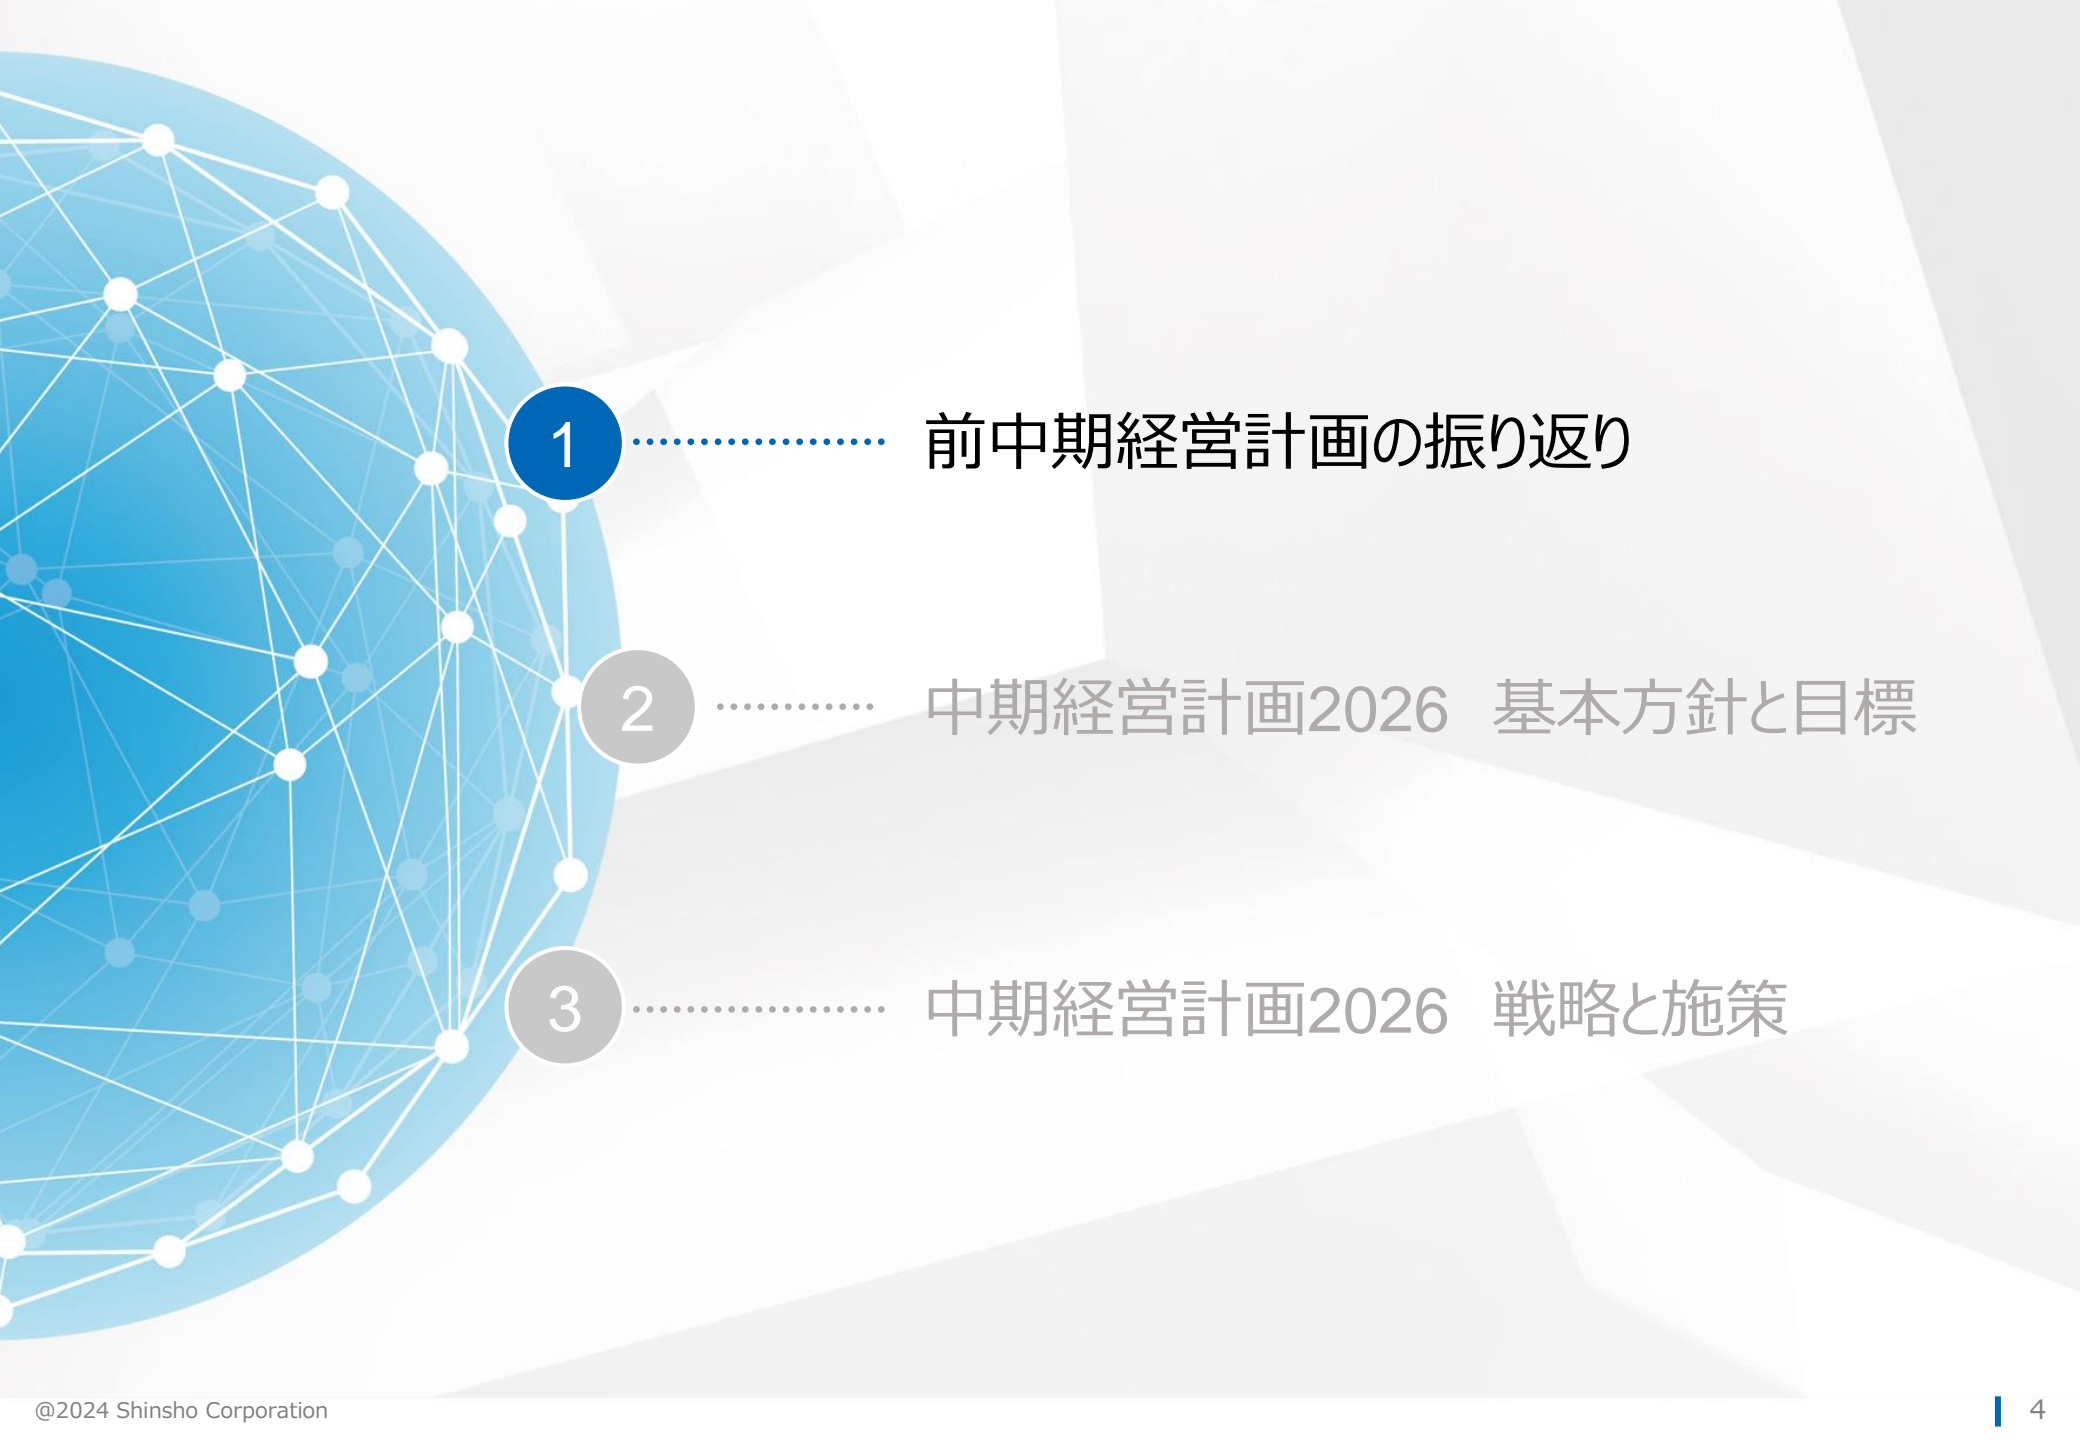 1 前中期経営計画の振り返り
2 中期経営計画2026　基本方針と目標
3 中期経営計画2026　戦略と施策
@2024 Shinsho Corporation
4